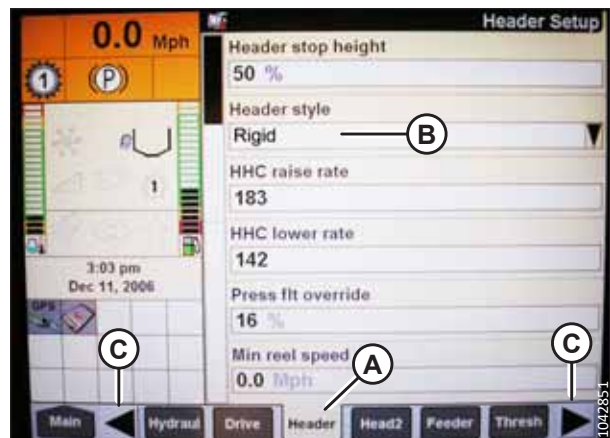 0.0 Mph
Header Setup
Header stop height
50 %
1
P
Header style
Rigid
B
HHC raise rate
183
1
HHC lower rate
142
3:03 pm
Dec 11, 2006
Press flt override
16 %
GPS
Min reel speed
0.0 Mph
A
C
C
Main
Hydraul
Drive
Header
Head2
Feeder
Thresh
1042851